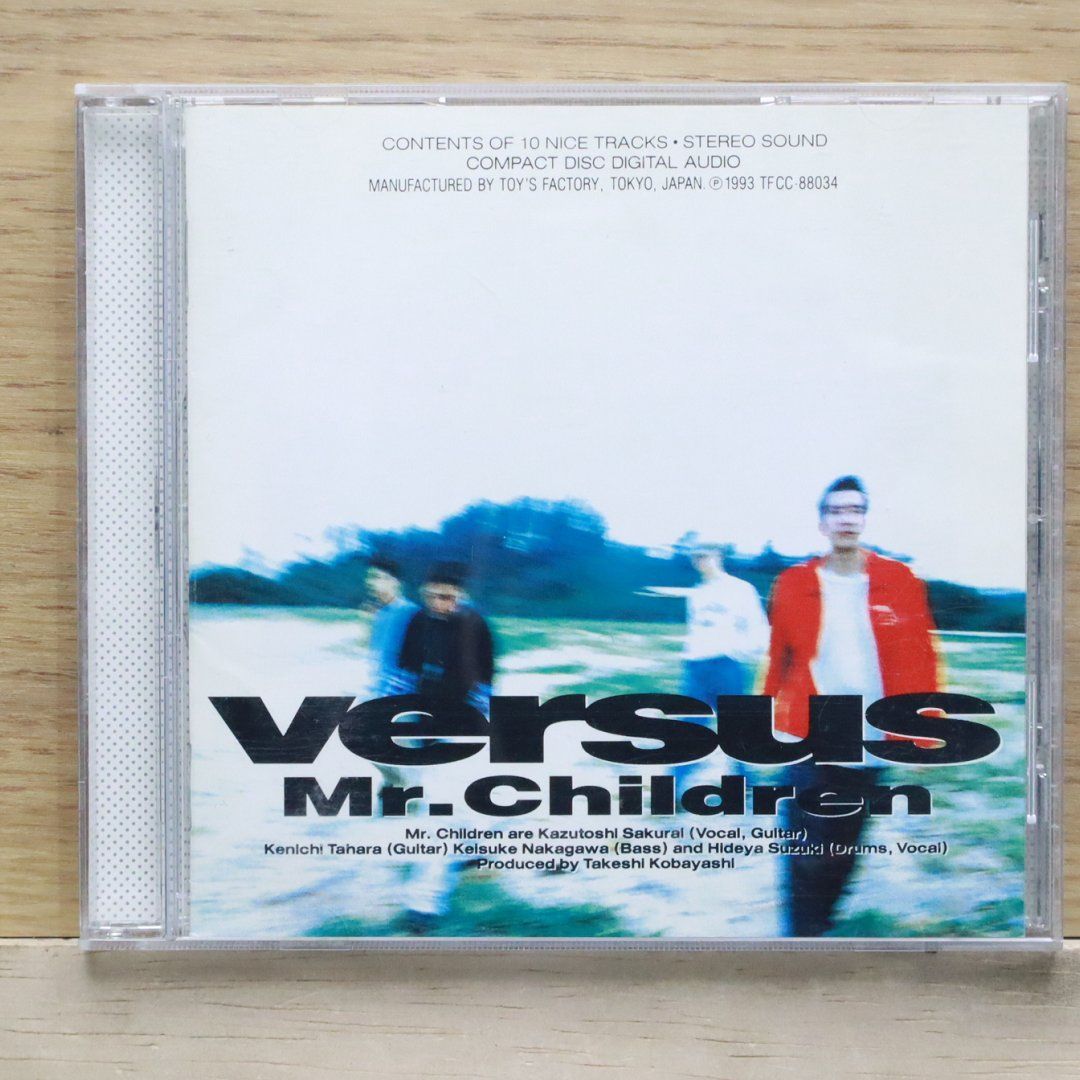 CONTENTS OF 10 NICE TRACKS • STEREO SOUND
COMPACT DISC DIGITAL AUDIO
MANUFACTURED BY TOY'S FACTORY, TOKYO, JAPAN. ℗1993 TFCC-88034
versus
Mr.Children
Mr. Children are Kazutoshi Sakurai (Vocal, Guitar)
Kenichi Tahara (Guitar) Keisuke Nakagawa (Bass) and Hideya Suzuki (Drums, Vocal)
Produced by Takeshi Kobayashi